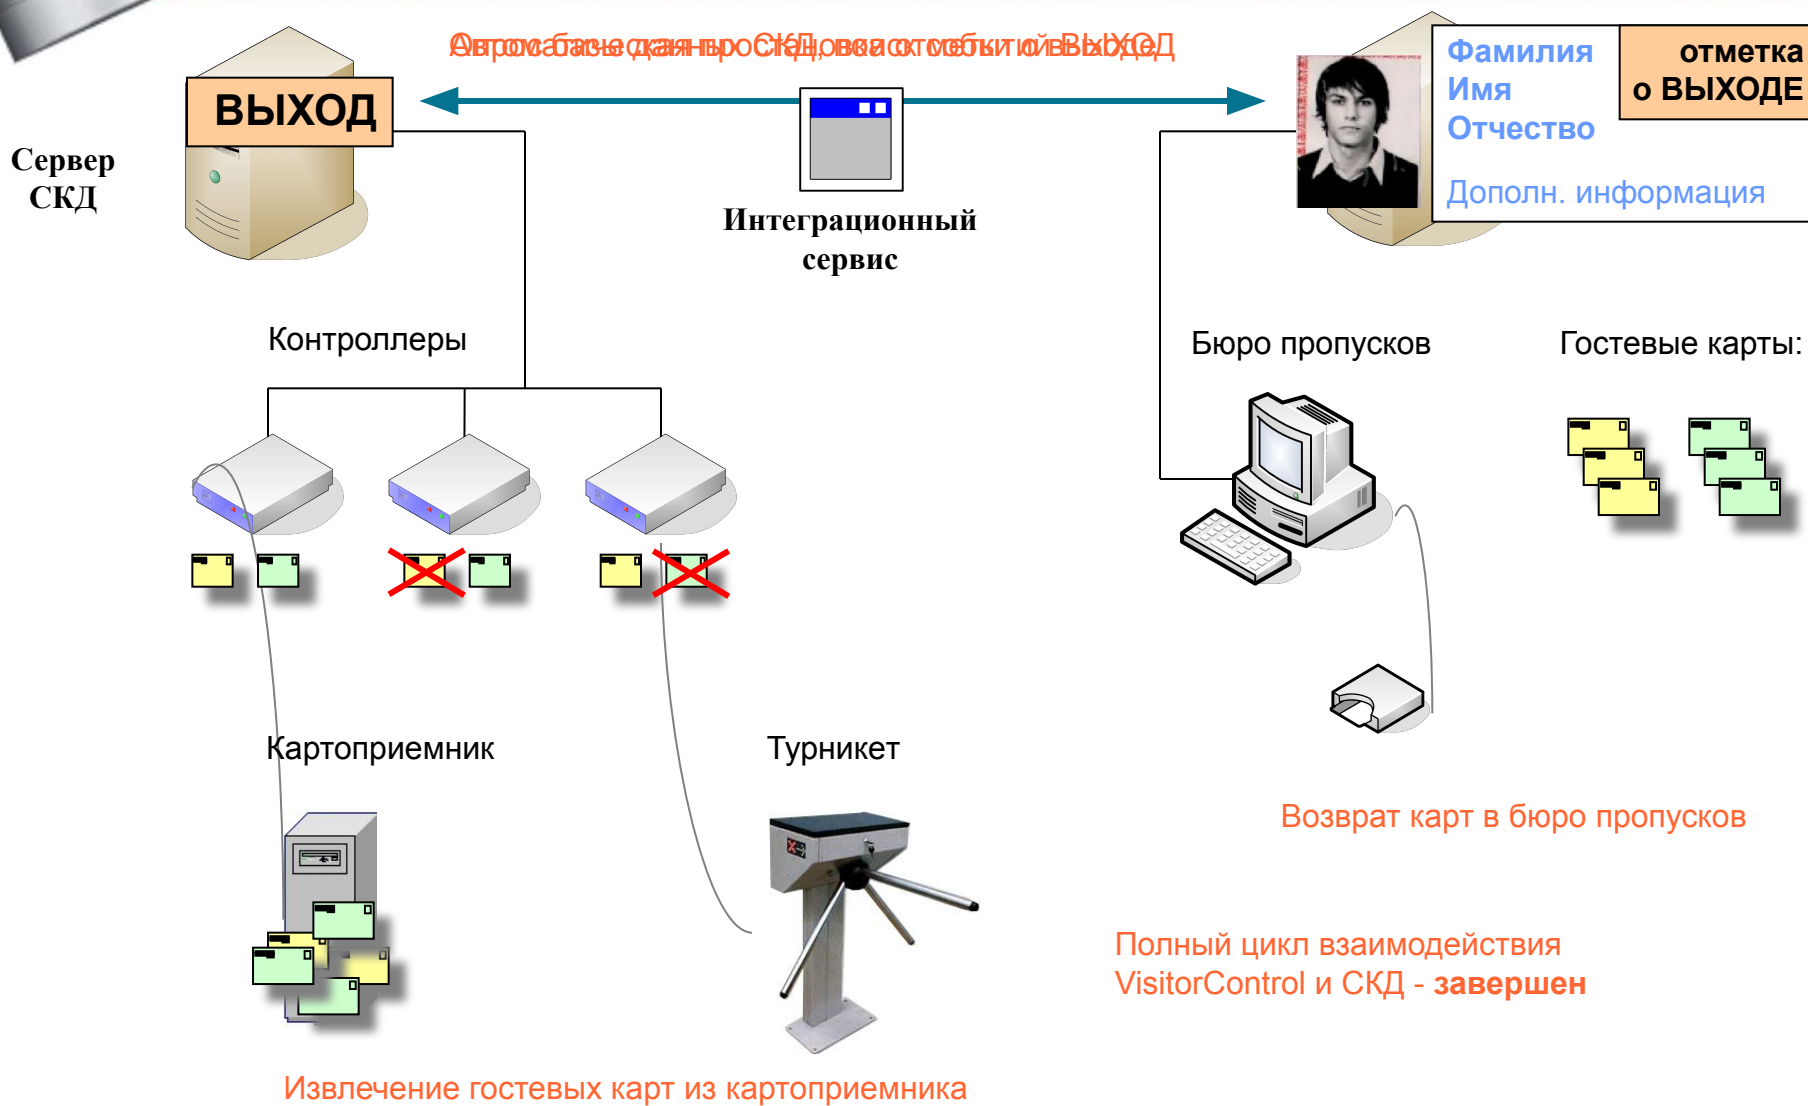 ВЫХОД
Фамилия
Имя
Отчество
отметка
о ВЫХОДЕ
Дополн. информация
Сервер
СКД
Интеграционный
сервис
Контроллеры
Бюро пропусков
Гостевые карты:
Картоприемник
Турникет
Возврат карт в бюро пропусков
Полный цикл взаимодействия
VisitorControl и СКД - завершен
Извлечение гостевых карт из картоприемника